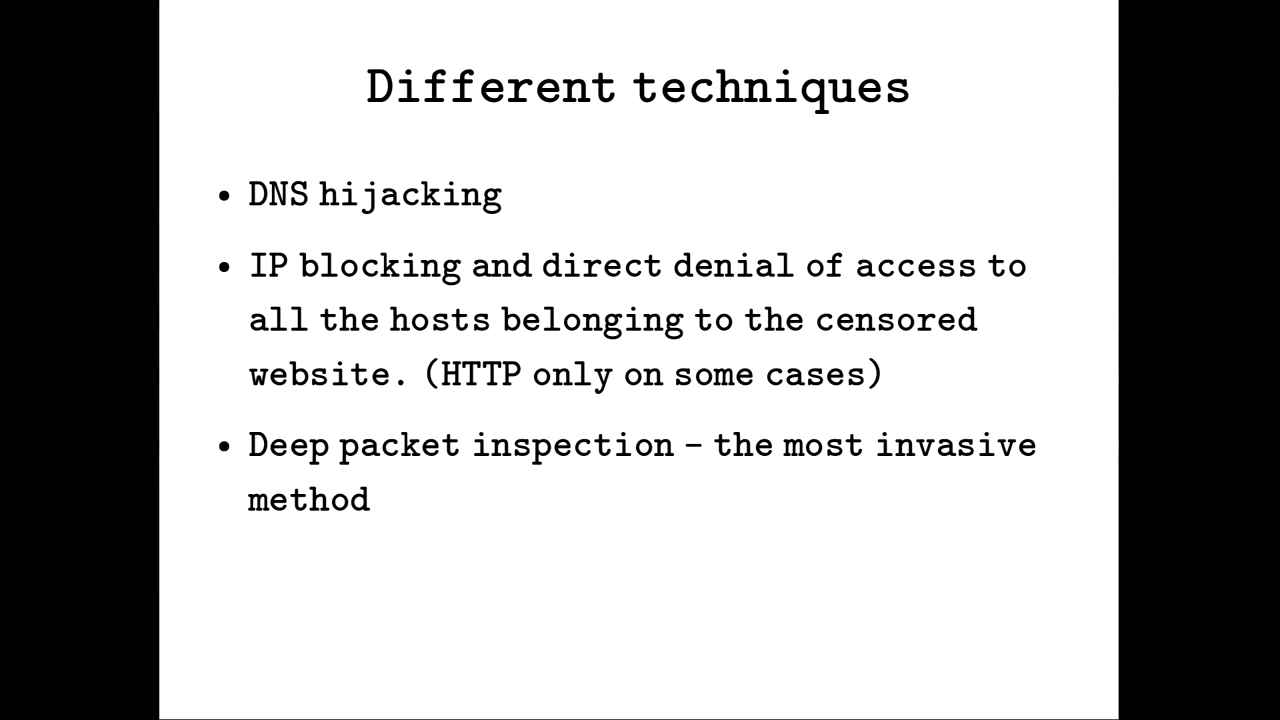 Different techniques
• DNS hijacking
• IP blocking and direct denial of access to
all the hosts belonging to the censored
website. (HTTP only on some cases)
• Deep packet inspection – the most invasive
method